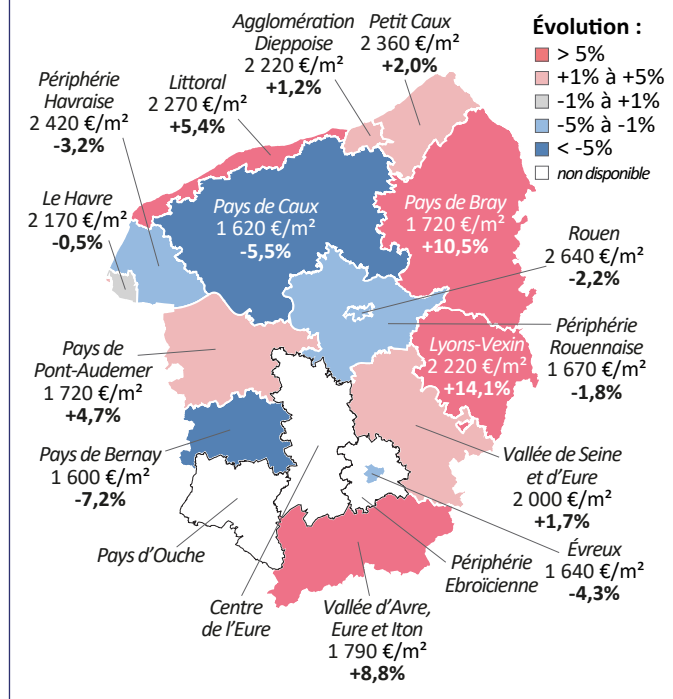 Agglomération
Dieppoise
2 220 €/m²
+1,2%
Petit Caux
2 360 €/m²
+2,0%
Évolution :
> 5%
+1% à +5%
-1% à +1%
-5% à -1%
< -5%
non disponible
Périphérie
Havraise
2 420 €/m²
-3,2%
Littoral
2 270 €/m²
+5,4%
Le Havre
2 170 €/m²
-0,5%
Pays de Caux
1 620 €/m²
-5,5%
Pays de Bray
1 720 €/m²
+10,5%
Rouen
2 640 €/m²
-2,2%
Périphérie
Rouennaise
1 670 €/m²
-1,8%
Lyons-Vexin
2 220 €/m²
+14,1%
Pays de
Pont-Audemer
1 720 €/m²
+4,7%
Pays de Bernay
1 600 €/m²
-7,2%
Vallée de Seine
et d'Eure
2 000 €/m²
+1,7%
Pays d'Ouche
Centre
de l'Eure
Vallée d'Avre,
Eure et Iton
1 790 €/m²
+8,8%
Périphérie
Ebroïcienne
Évreux
1 640 €/m²
-4,3%